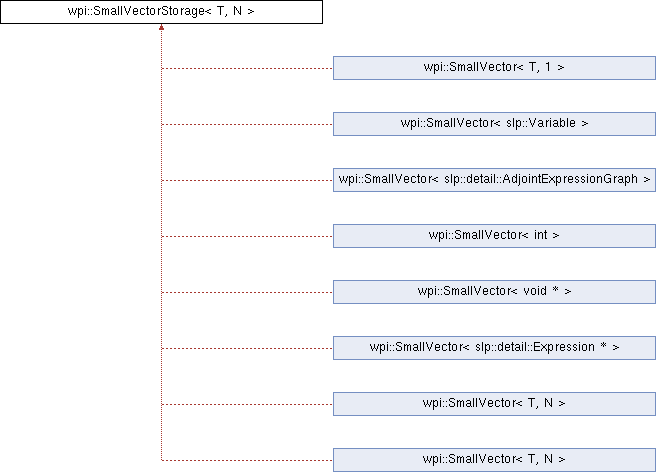 wpi::SmallVectorStorage< T, N >
wpi::SmallVector< T, 1 >
wpi::SmallVector< slp::Variable >
wpi::SmallVector< slp::detail::AdjointExpressionGraph >
wpi::SmallVector< int >
wpi::SmallVector< void * >
wpi::SmallVector< slp::detail::Expression * >
wpi::SmallVector< T, N >
wpi::SmallVector< T, N >